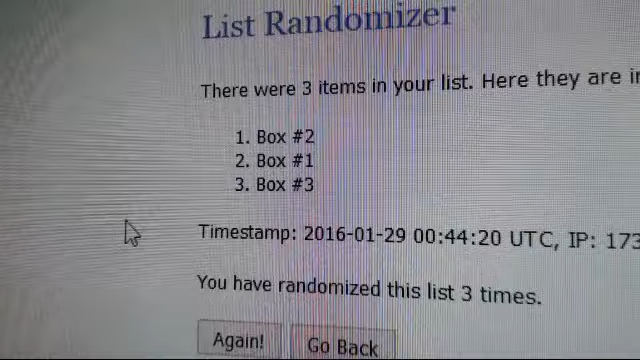 List Randomizer
There were 3 items in your list. Here they are
1. Box #2
2. Box #1
3. Box #3
Timestamp: 2016-01-29 00:44:20 UTC, IP: 173
You have randomized this list 3 times.
Again!
Go Back